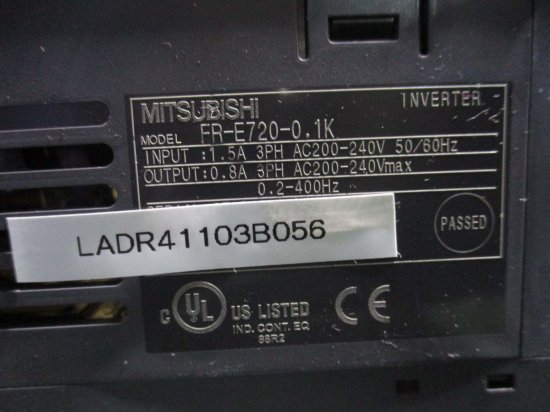 MITSUBISHI INVERTER
MODEL FR-E720-0.1K
INPUT :1.5A 3PH AC200-240V 50/60Hz
OUTPUT:0.8A 3PH AC200-240Vmax
0.2-400Hz
LADR41103B056
PASSED
C UL US LISTED CE
IND. CONT. EQ
88R2